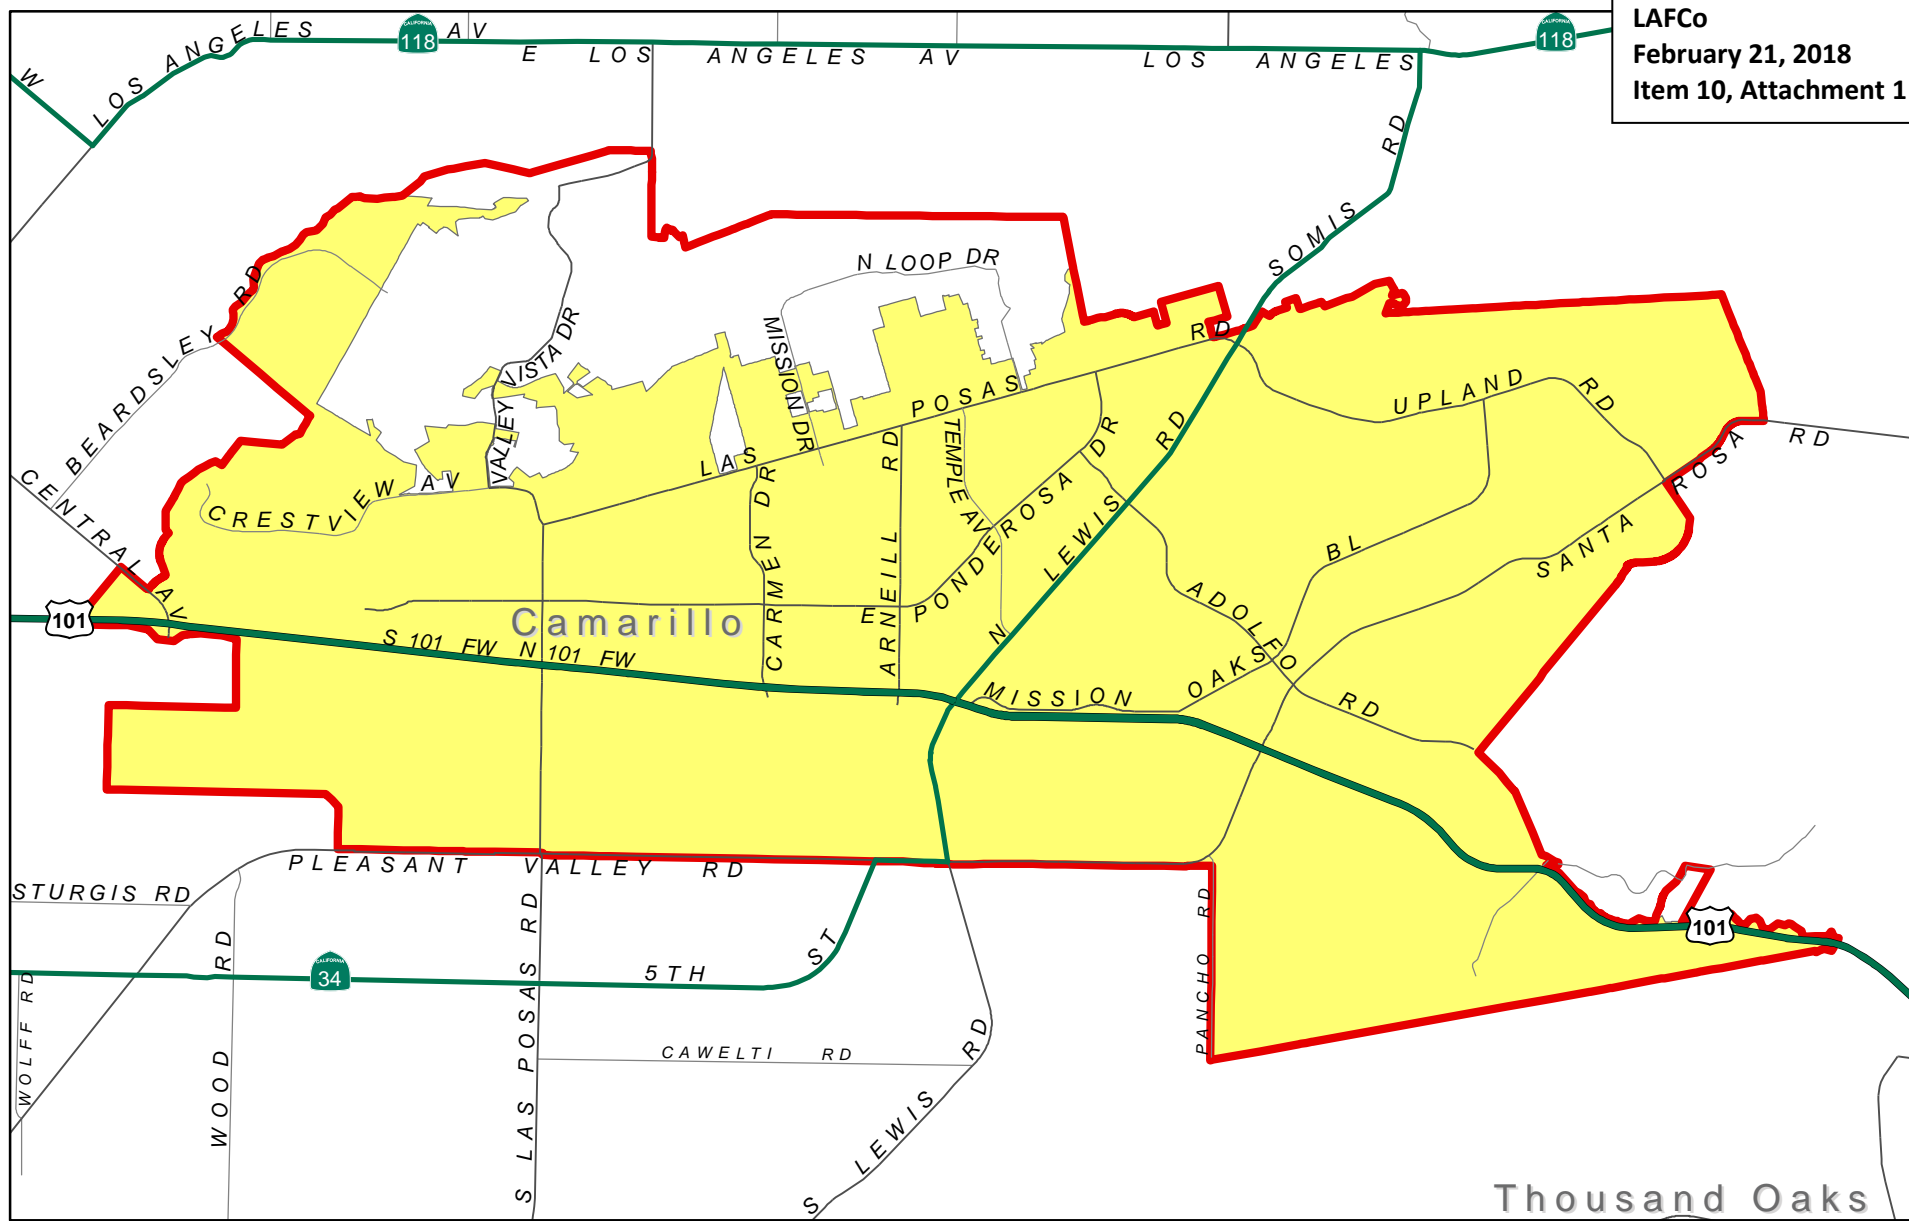 LAFCo
February 21, 2018
Item 10, Attachment 1
W
LOS ANGELES AV
CALIFORNIA
118
E LOS ANGELES AV
LOS ANGELES
CALIFORNIA
118
SOMIS RD
N LOOP DR
BEARDSLEY RD
VALLEY VISTA DR
MISSION DR
LAS POSAS RD
UPLAND RD
SANTA ROSA RD
CENTRAL AV
CRESTVIEW AV
CARMEN DR
ARNEILL RD
TEMPLE AV
E PONDEROSA DR
N LEWIS RD
ADOLFO RD
MISSION OAKS BL
101
Camarillo
S 101 FW
N 101 FW
PLEASANT VALLEY RD
STURGIS RD
WOLFF RD
WOOD RD
CALIFORNIA
34
5TH ST
S LAS POSAS RD
CAWELTI RD
S LEWIS RD
PANCHO RD
101
Thousand Oaks